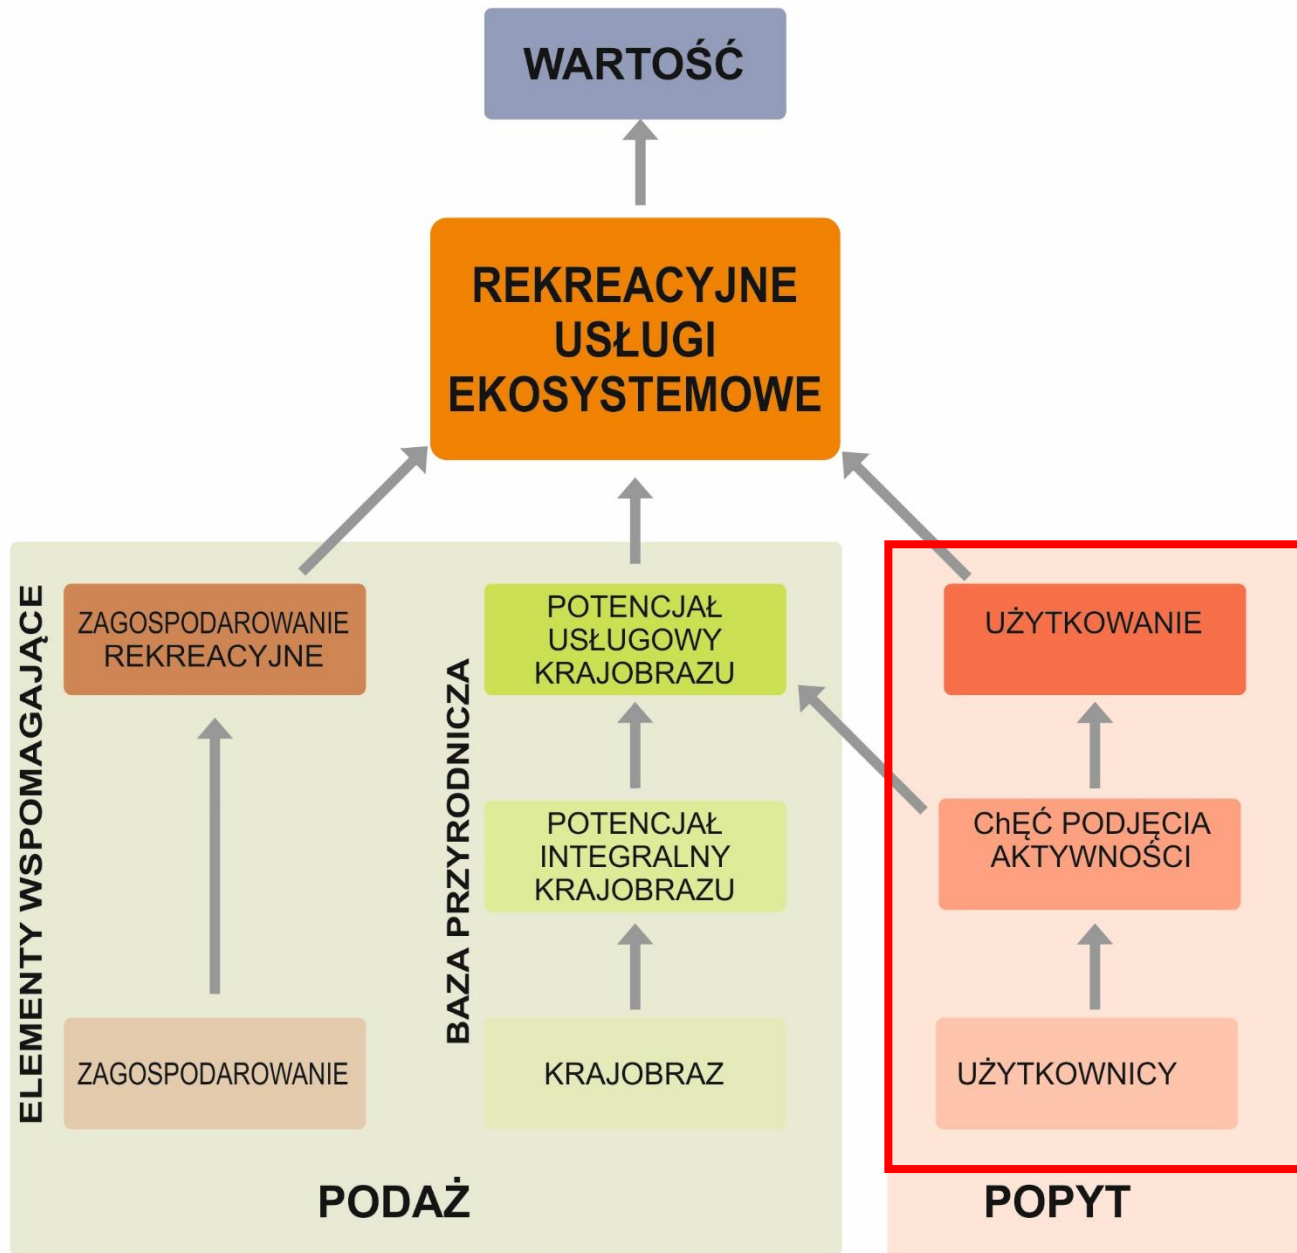 WARTOŚĆ
REKREACYJNE
USŁUGI
EKOSYSTEMOWE
ELEMENTY WSPOMAGAJĄCE
ZAGOSPODAROWANIE
REKREACYJNE
ZAGOSPODAROWANIE
BAZA PRZYRODNICZA
POTENCJAŁ
USŁUGOWY
KRAJOBRAZU
POTENCJAŁ
INTEGRALNY
KRAJOBRAZU
KRAJOBRAZ
PODAŻ
UŻYTKOWANIE
ChĘĆ PODJĘCIA
AKTYWNOŚCI
UŻYTKOWNICY
POPYT